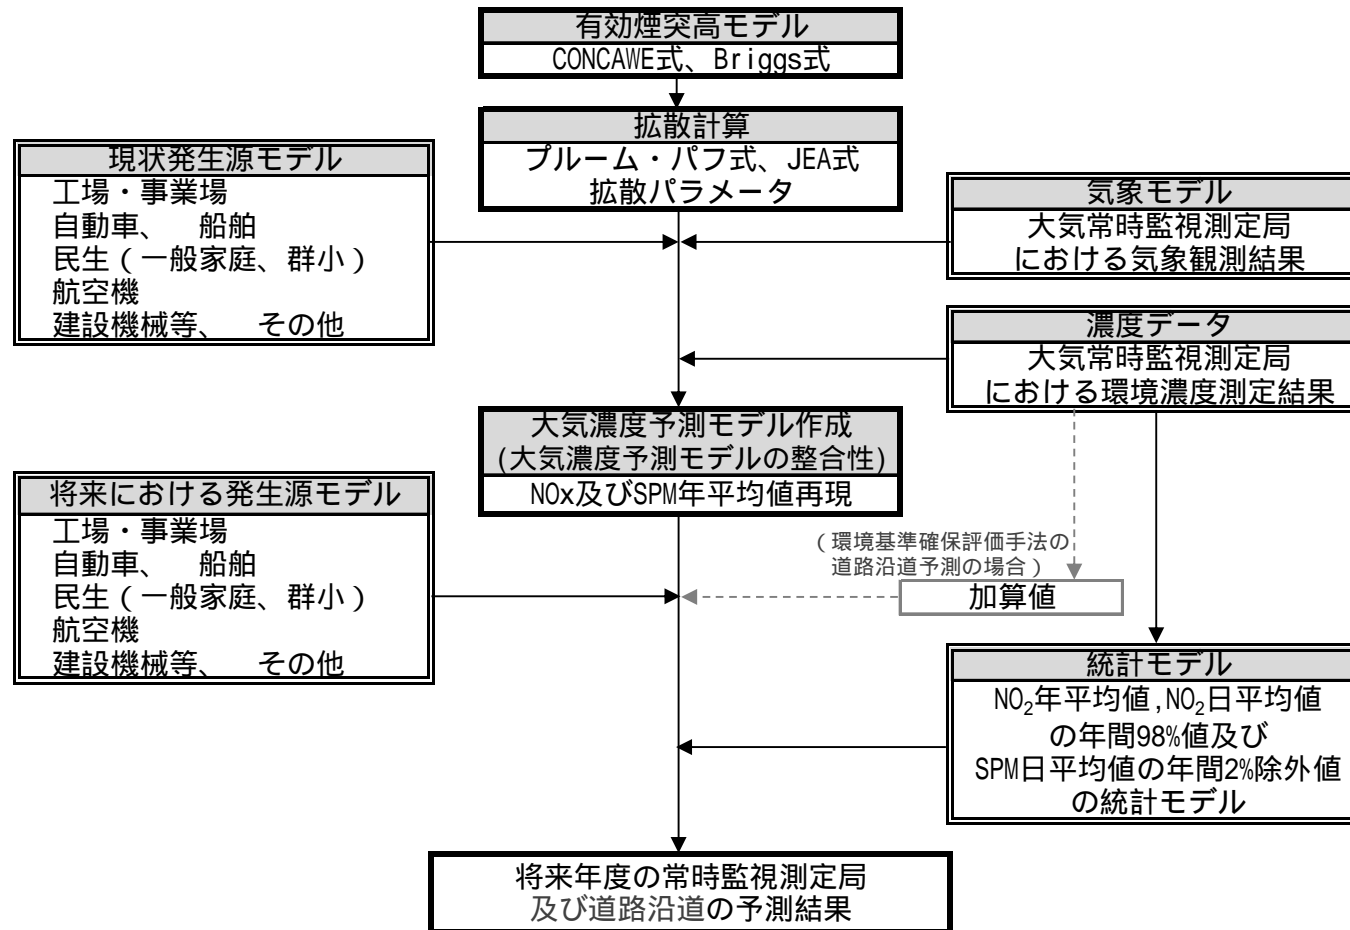 有効煙突高モデル
CONCAWE式、Briggs式
拡散計算
プルーム・パフ式、JEA式
拡散パラメータ
現状発生源モデル
工場・事業場
自動車、　船舶
民生（一般家庭、群小）
航空機
建設機械等、　その他
気象モデル
大気常時監視測定局
における気象観測結果
濃度データ
大気常時監視測定局
における環境濃度測定結果
大気濃度予測モデル作成
(大気濃度予測モデルの整合性)
NOx及びSPM年平均値再現
将来における発生源モデル
工場・事業場
自動車、　船舶
民生（一般家庭、群小）
航空機
建設機械等、　その他
（環境基準確保評価手法の
道路沿道予測の場合）
加算値
統計モデル
NO₂年平均値,NO₂日平均値
の年間98%値及び
SPM日平均値の年間2%除外値
の統計モデル
将来年度の常時監視測定局
及び道路沿道の予測結果